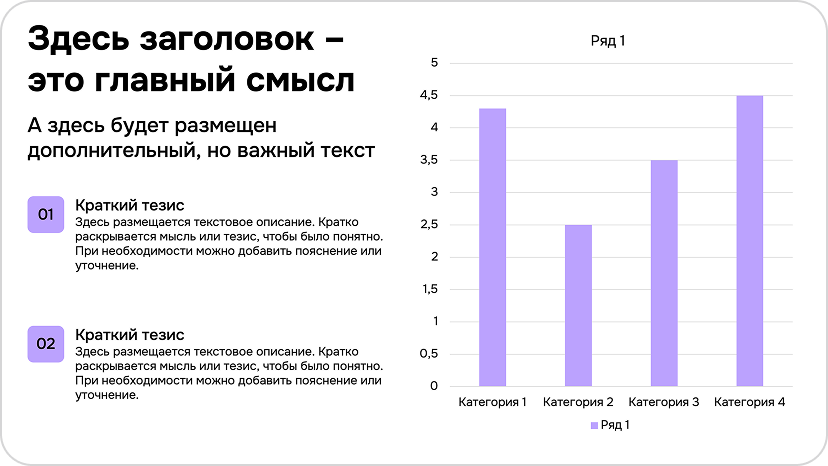 Здесь заголовок –
это главный смысл
А здесь будет размещен
дополнительный, но важный текст
01
Краткий тезис
Здесь размещается текстовое описание. Кратко
раскрывается мысль или тезис, чтобы было понятно.
При необходимости можно добавить пояснение или
уточнение.
02
Краткий тезис
Здесь размещается текстовое описание. Кратко
раскрывается мысль или тезис, чтобы было понятно.
При необходимости можно добавить пояснение или
уточнение.
Ряд 1
5
4,5
4
3,5
3
2,5
2
1,5
1
0,5
0
Категория 1 Категория 2 Категория 3 Категория 4
Ряд 1